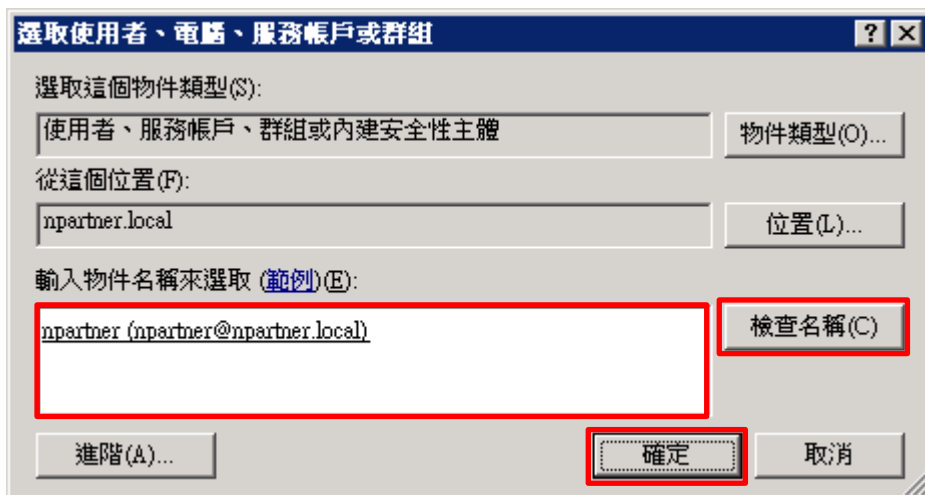 選取使用者、電腦、服務帳戶或群組
選取這個物件類型(S):
使用者、服務帳戶、群組或內建安全性主體
物件類型(O)...
從這個位置(F):
npartner.local
位置(L)...
輸入物件名稱來選取 (範例)(E):
npartner (npartner@npartner.local)
檢查名稱(C)
進階(A)...
確定
取消